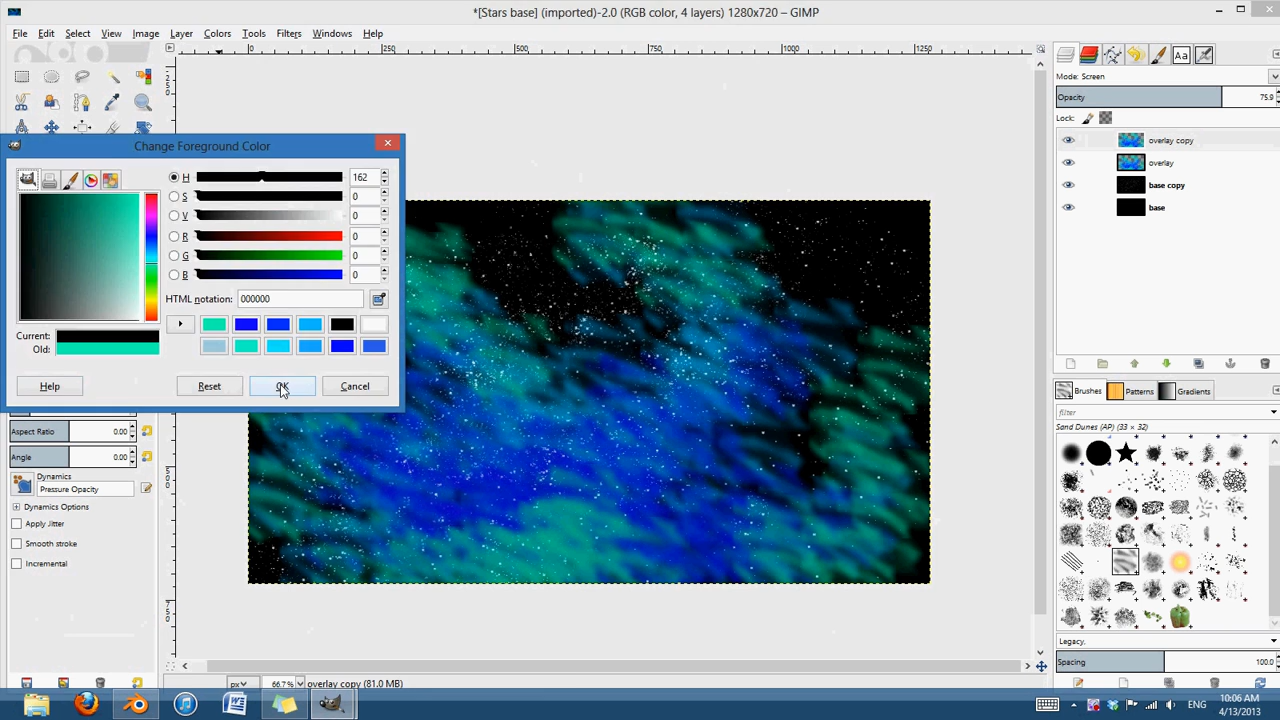 *[Stars base] (imported)-2.0 (RGB color, 4 layers) 1280x720 – GIMP
File Edit Select View Image Layer Colors Tools Filters Windows Help
0 250 500 750 1000 1250
Mode: Screen
Opacity 75.9
Lock:
Change Foreground Color
overlay copy
overlay
base copy
base
H 162
S 0
V 0
R 0
G 0
B 0
HTML notation: 000000
Current:
Old:
Help Reset OK Cancel
Brushes Patterns Gradients
filter
Sand Dunes (AP) (33 × 32)
Aspect Ratio 0.00
Angle 0.00
Dynamics
Pressure Opacity
Dynamics Options
Apply Jitter
Smooth stroke
Incremental
Legacy,
Spacing 100.0
px 66.7% overlay copy (81.0 MB)
ENG
10:06 AM
4/13/2013